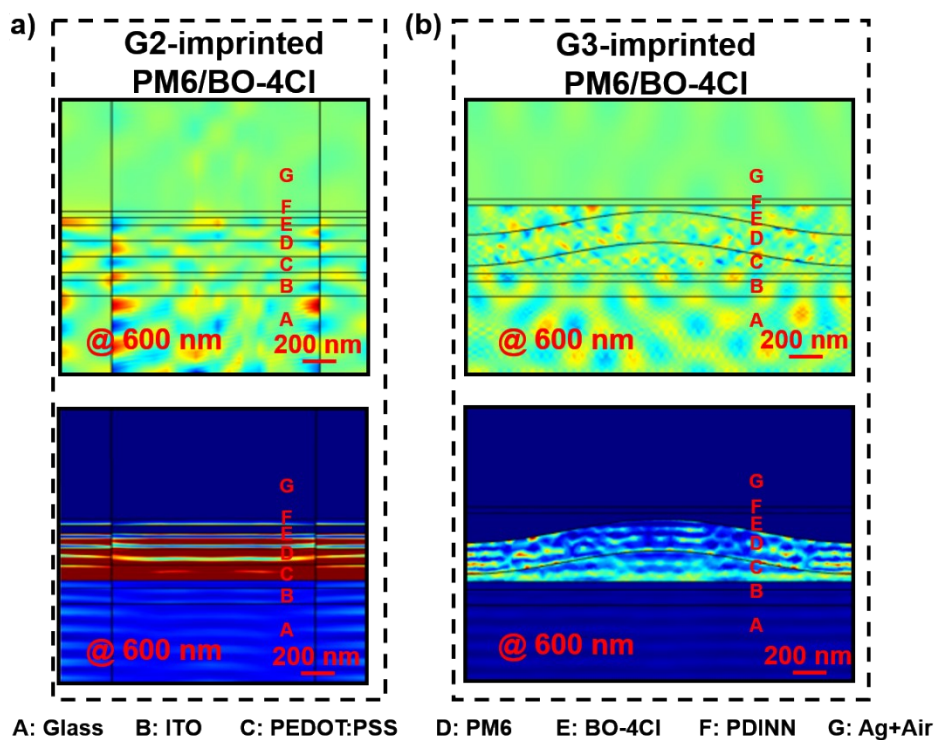 a)
G2-imprinted
PM6/BO-4Cl
G
F
E
D
C
B
A
@ 600 nm
200 nm
G
F
E
D
C
B
A
@ 600 nm
200 nm
(b)
G3-imprinted
PM6/BO-4Cl
G
F
E
D
C
B
A
@ 600 nm
200 nm
G
F
E
D
C
B
A
@ 600 nm
200 nm
A: Glass B: ITO C: PEDOT:PSS D: PM6 E: BO-4Cl F: PDINN G: Ag+Air